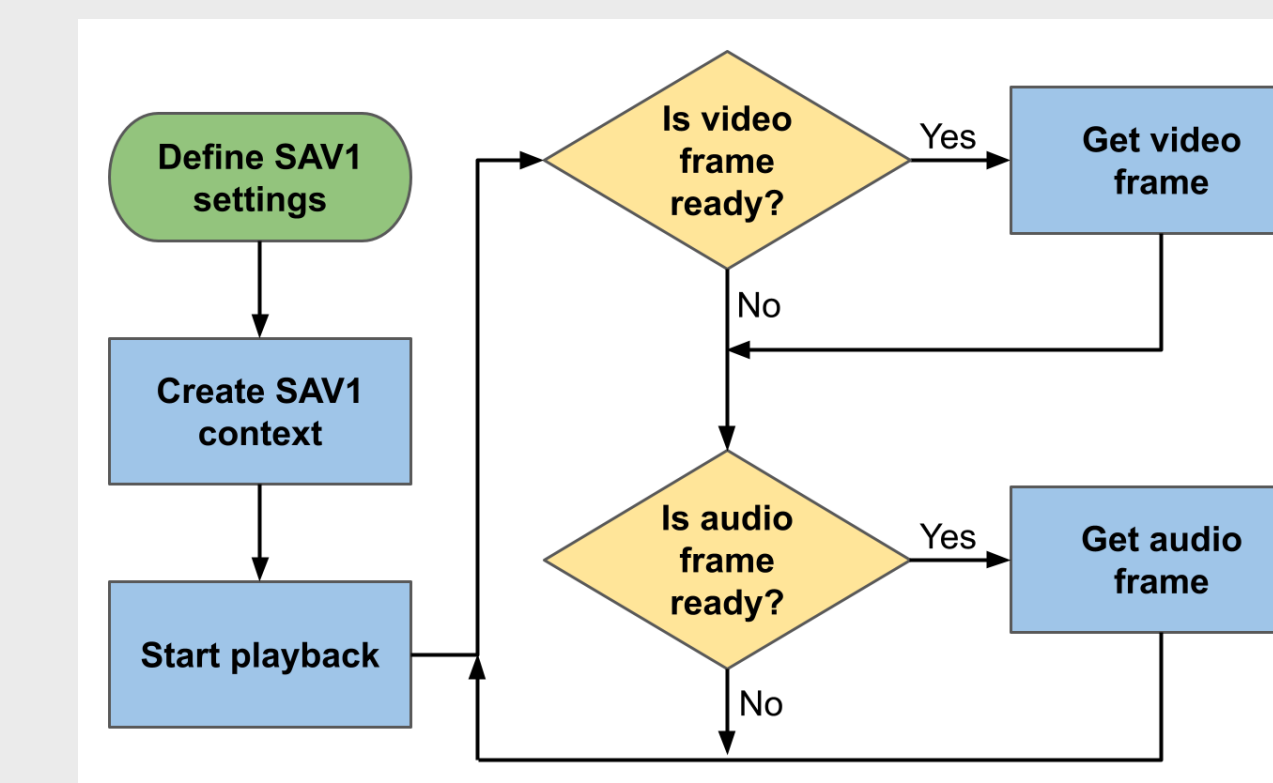 Define SAV1
settings
Create SAV1
context
Start playback
Is video
frame
ready?
Yes
Get video
frame
No
Is audio
frame
ready?
Yes
Get audio
frame
No